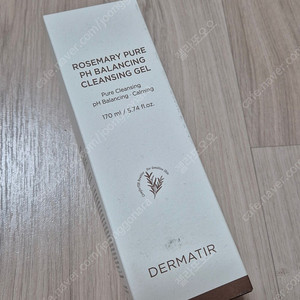 ROSEMARY PURE
PH BALANCING
CLEANSING GEL
Pure Cleansing
pH Balancing · Calming
170 ml / 5.74 fl.oz.
DERMATIR